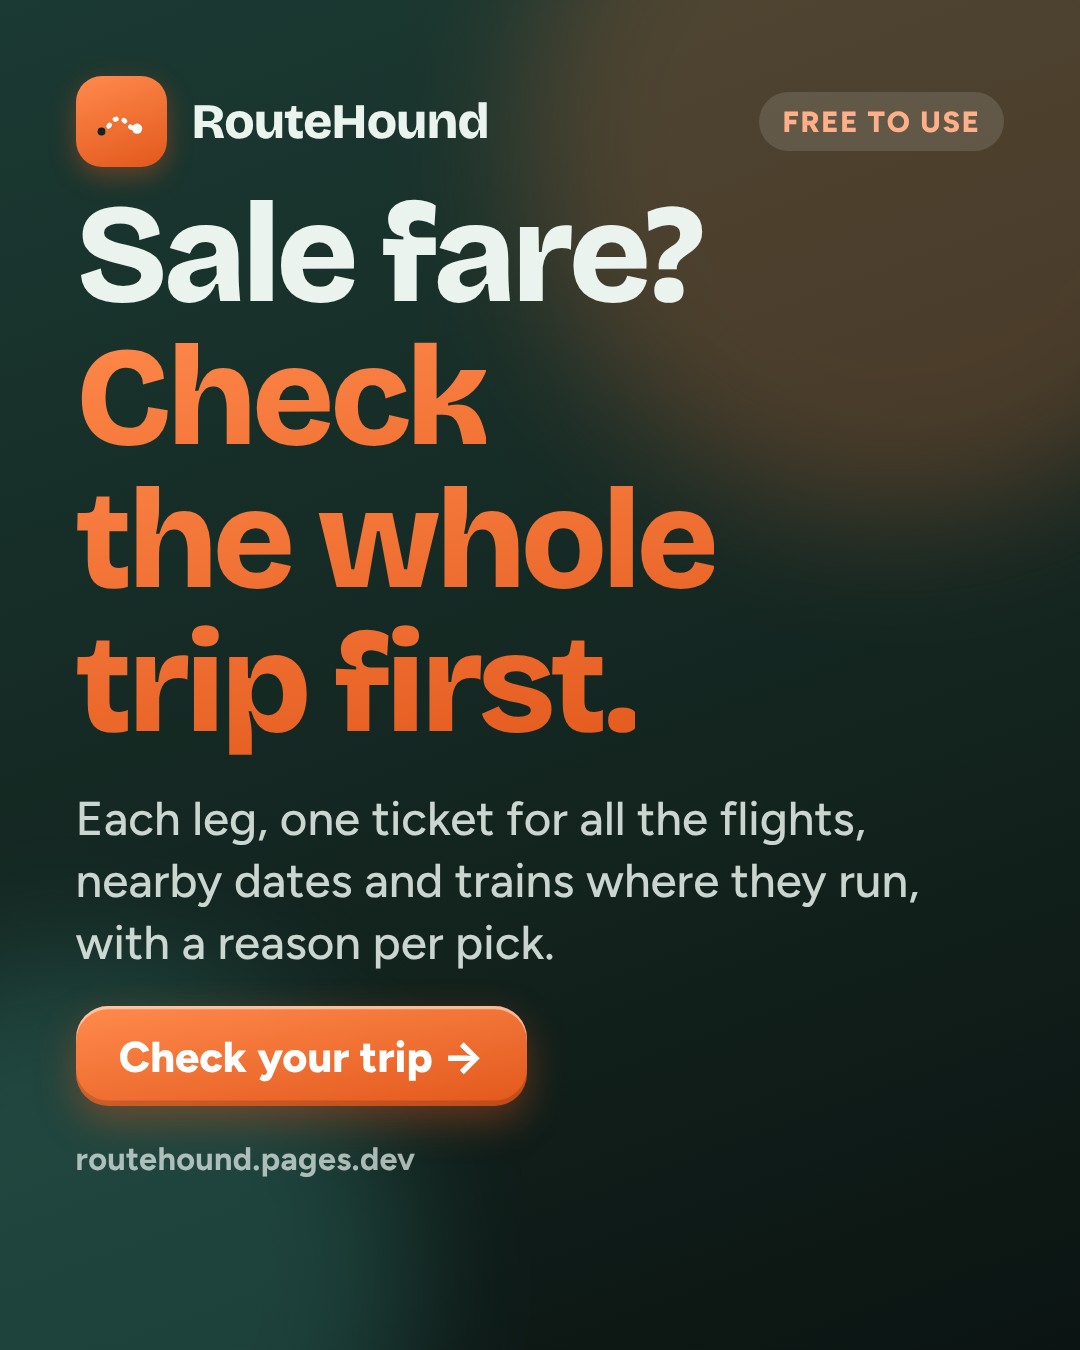 RouteHound
FREE TO USE
Sale fare?
Check
the whole
trip first.
Each leg, one ticket for all the flights,
nearby dates and trains where they run,
with a reason per pick.
Check your trip →
routehound.pages.dev